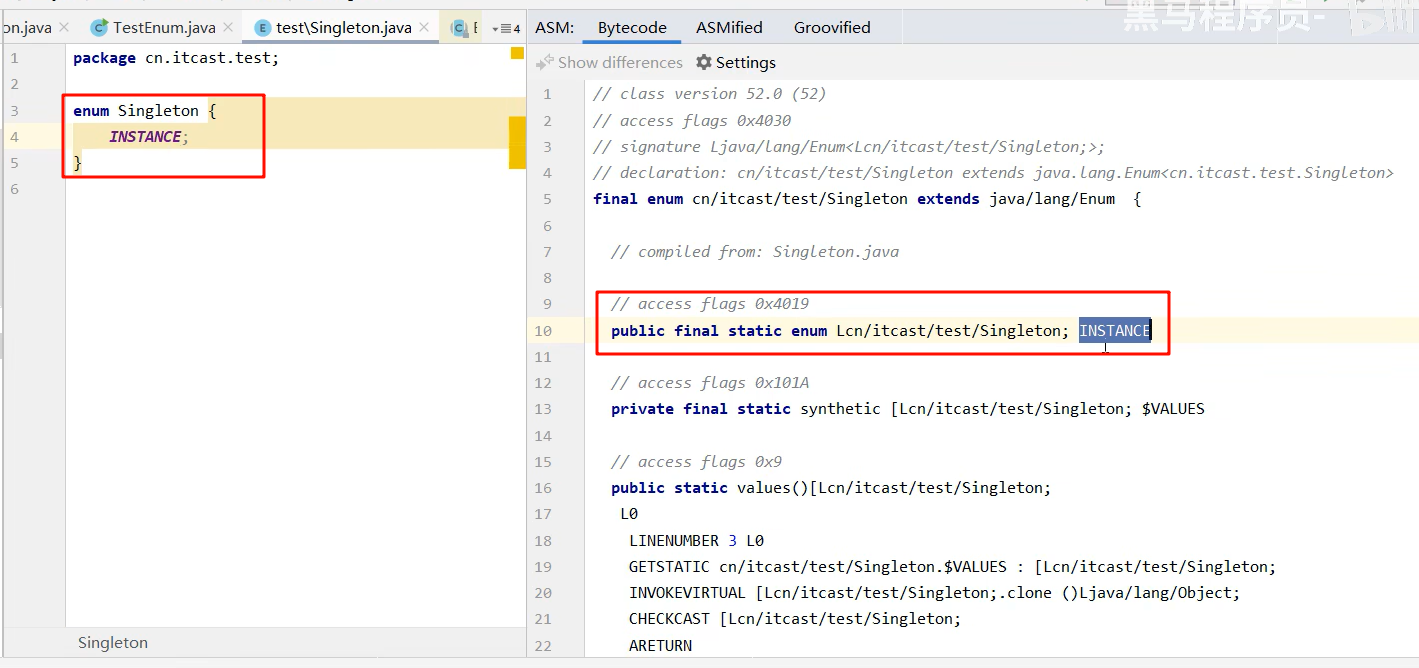 on.java
TestEnum.java
test\Singleton.java
4
ASM:
Bytecode
ASMified
Groovified
黑马程序员-
Show differences
Settings
1 package cn.itcast.test;
2
3 enum Singleton {
4 INSTANCE;
5 }
6
Singleton
1 // class version 52.0 (52)
2 // access flags 0x4030
3 // signature Ljava/lang/Enum<Lcn/itcast/test/Singleton;>;
4 // declaration: cn/itcast/test/Singleton extends java.lang.Enum<cn.itcast.test.Singleton>
5 final enum cn/itcast/test/Singleton extends java/lang/Enum {
6
7 // compiled from: Singleton.java
8
9 // access flags 0x4019
10 public final static enum Lcn/itcast/test/Singleton; INSTANCE
11
12 // access flags 0x101A
13 private final static synthetic [Lcn/itcast/test/Singleton; $VALUES
14
15 // access flags 0x9
16 public static values()[Lcn/itcast/test/Singleton;
17 L0
18 LINENUMBER 3 L0
19 GETSTATIC cn/itcast/test/Singleton.$VALUES : [Lcn/itcast/test/Singleton;
20 INVOKEVIRTUAL [Lcn/itcast/test/Singleton;.clone ()Ljava/lang/Object;
21 CHECKCAST [Lcn/itcast/test/Singleton;
22 ARETURN